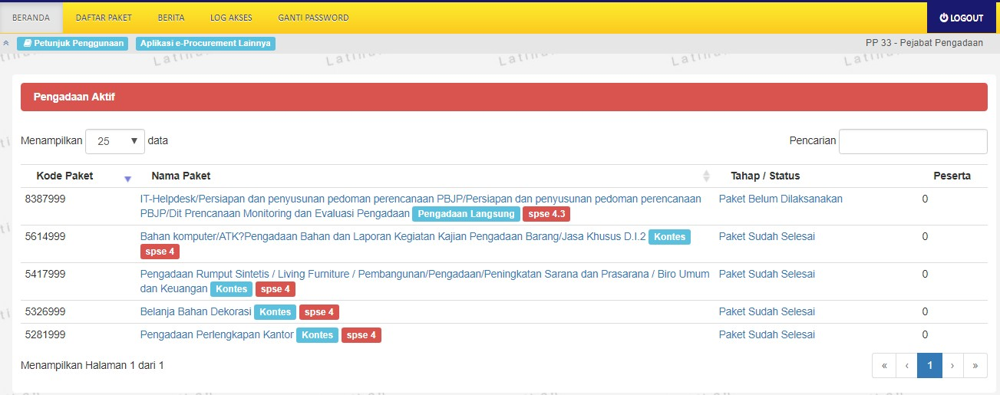 BERANDA DAFTAR PAKET BERITA LOG AKSES GANTI PASSWORD LOGOUT
Petunjuk Penggunaan Aplikasi e-Procurement Lainnya PP 33 - Pejabat Pengadaan
Pengadaan Aktif
Menampilkan 25 data Pencarian
Kode Paket Nama Paket Tahap / Status Peserta
8387999 IT-Helpdesk/Persiapan dan penyusunan pedoman perencanaan PBJP/Persiapan dan penyusunan pedoman perencanaan Paket Belum Dilaksanakan 0
PBJP/Dit Prencanaan Monitoring dan Evaluasi Pengadaan Pengadaan Langsung spse 4.3
5614999 Bahan komputer/ATK?Pengadaan Bahan dan Laporan Kegiatan Kajian Pengadaan Barang/Jasa Khusus D.I.2 Kontes Paket Sudah Selesai 0
spse 4
5417999 Pengadaan Rumput Sintetis / Living Furniture / Pembangunan/Pengadaan/Peningkatan Sarana dan Prasarana / Biro Umum Paket Sudah Selesai 0
dan Keuangan Kontes spse 4
5326999 Belanja Bahan Dekorasi Kontes spse 4 Paket Sudah Selesai 0
5281999 Pengadaan Perlengkapan Kantor Kontes spse 4 Paket Sudah Selesai 0
Menampilkan Halaman 1 dari 1 « ‹ 1 › »